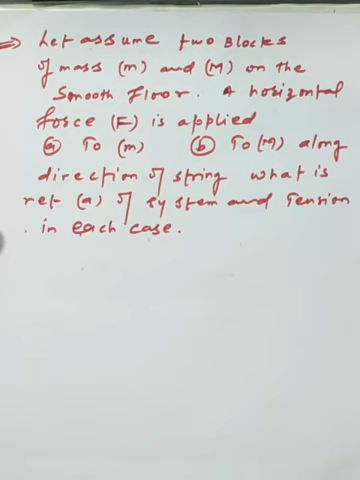 ⇒ Let assume two Blocks
of mass (m) and (M) on the
smooth floor. A horizontal
force (F) is applied
ⓐ To (m) ⓑ To (M) along
direction of string what is
net (a) of system and Tension
in each case.